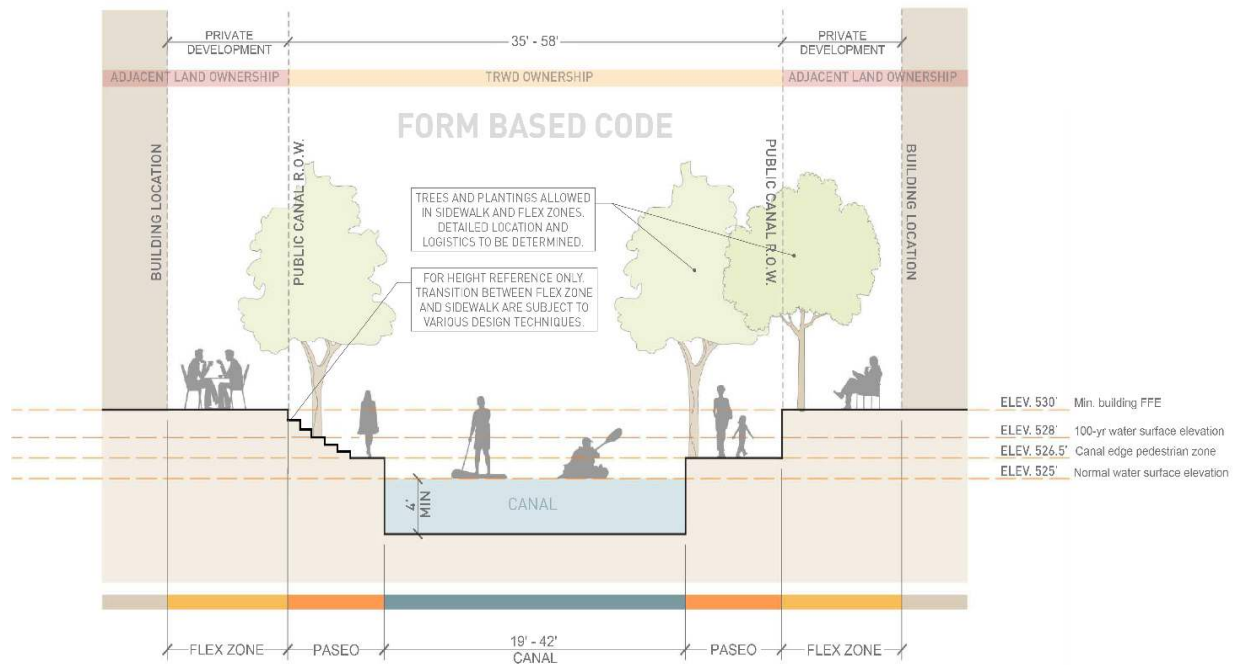 PRIVATE
DEVELOPMENT
35' - 58'
PRIVATE
DEVELOPMENT
ADJACENT LAND OWNERSHIP
TRWD OWNERSHIP
ADJACENT LAND OWNERSHIP
FORM BASED CODE
BUILDING LOCATION
PUBLIC CANAL R.O.W.
TREES AND PLANTINGS ALLOWED
IN SIDEWALK AND FLEX ZONES.
DETAILED LOCATION AND
LOGISTICS TO BE DETERMINED.
FOR HEIGHT REFERENCE ONLY.
TRANSITION BETWEEN FLEX ZONE
AND SIDEWALK ARE SUBJECT TO
VARIOUS DESIGN TECHNIQUES.
PUBLIC CANAL R.O.W.
BUILDING LOCATION
ELEV. 530' Min. building FFE
ELEV. 528' 100-yr water surface elevation
ELEV. 526.5' Canal edge pedestrian zone
ELEV. 525' Normal water surface elevation
4'
MIN
CANAL
FLEX ZONE
PASEO
19' - 42'
CANAL
PASEO
FLEX ZONE